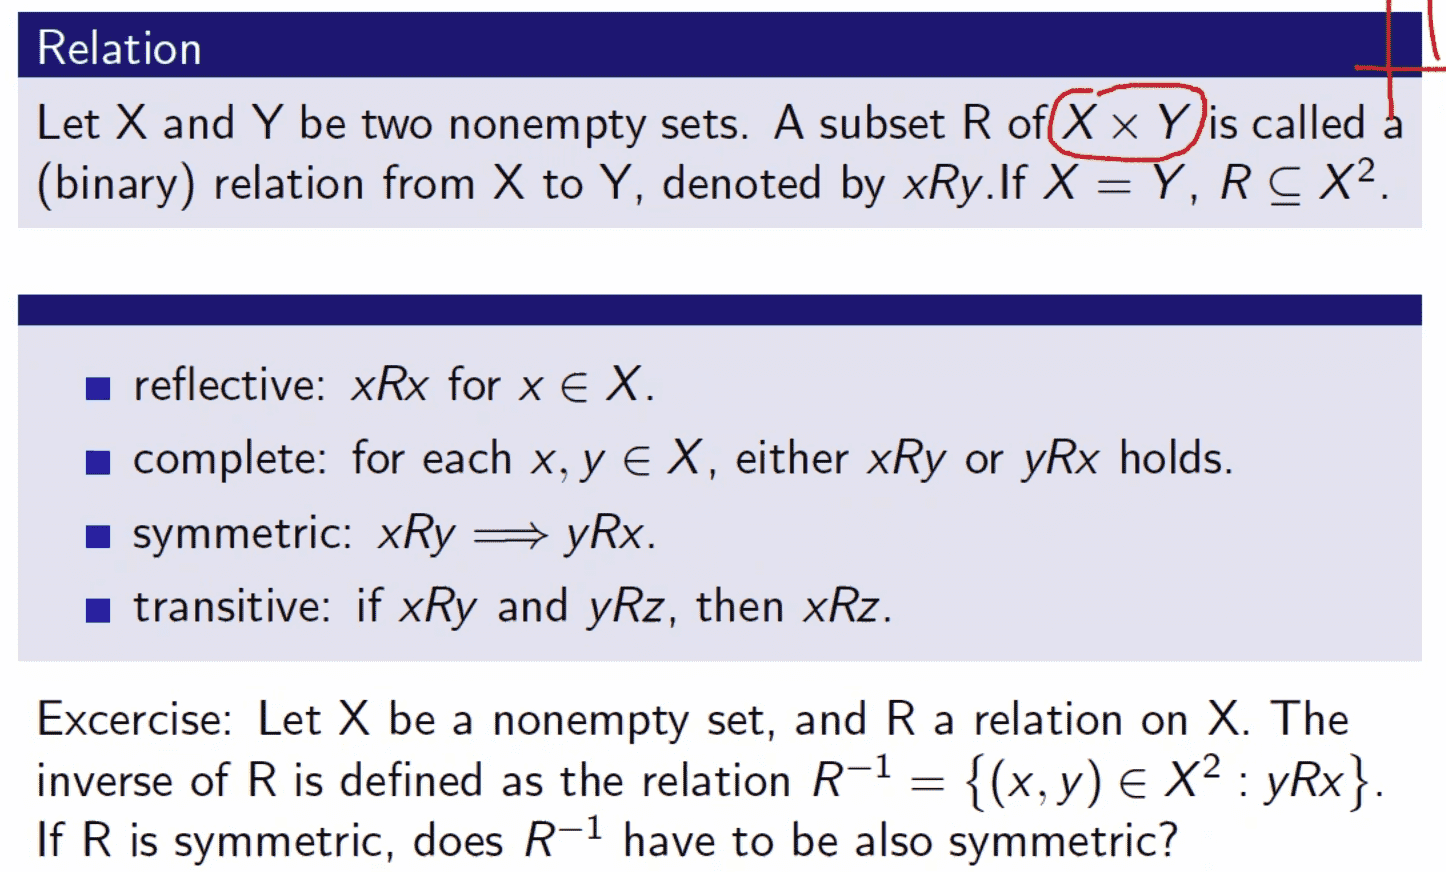 Relation
Let X and Y be two nonempty sets. A subset R of X × Y is called a
(binary) relation from X to Y, denoted by xRy.If X = Y, R ⊆ X².
reflective: xRx for x ∈ X.
complete: for each x, y ∈ X, either xRy or yRx holds.
symmetric: xRy ⟹ yRx.
transitive: if xRy and yRz, then xRz.
Excercise: Let X be a nonempty set, and R a relation on X. The
inverse of R is defined as the relation R⁻¹ = {(x, y) ∈ X² : yRx}.
If R is symmetric, does R⁻¹ have to be also symmetric?